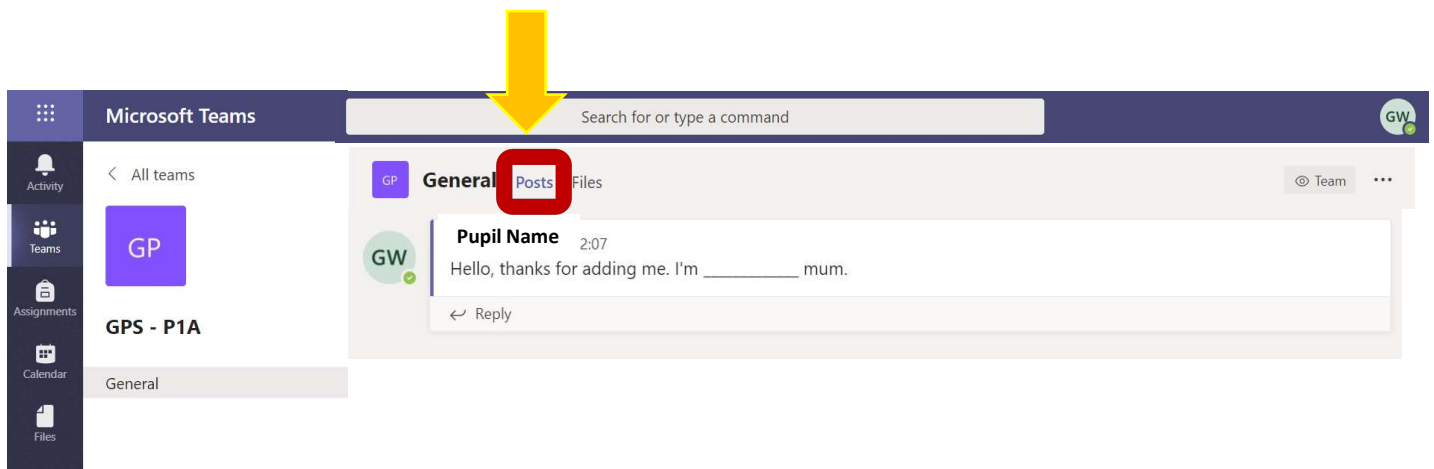 Microsoft Teams
Search for or type a command
GW
Activity
Teams
Assignments
Calendar
Files
All teams
GP
GPS - P1A
General
GP General Posts Files
Team
GW
Pupil Name 2:07
Hello, thanks for adding me. I'm ____________ mum.
Reply